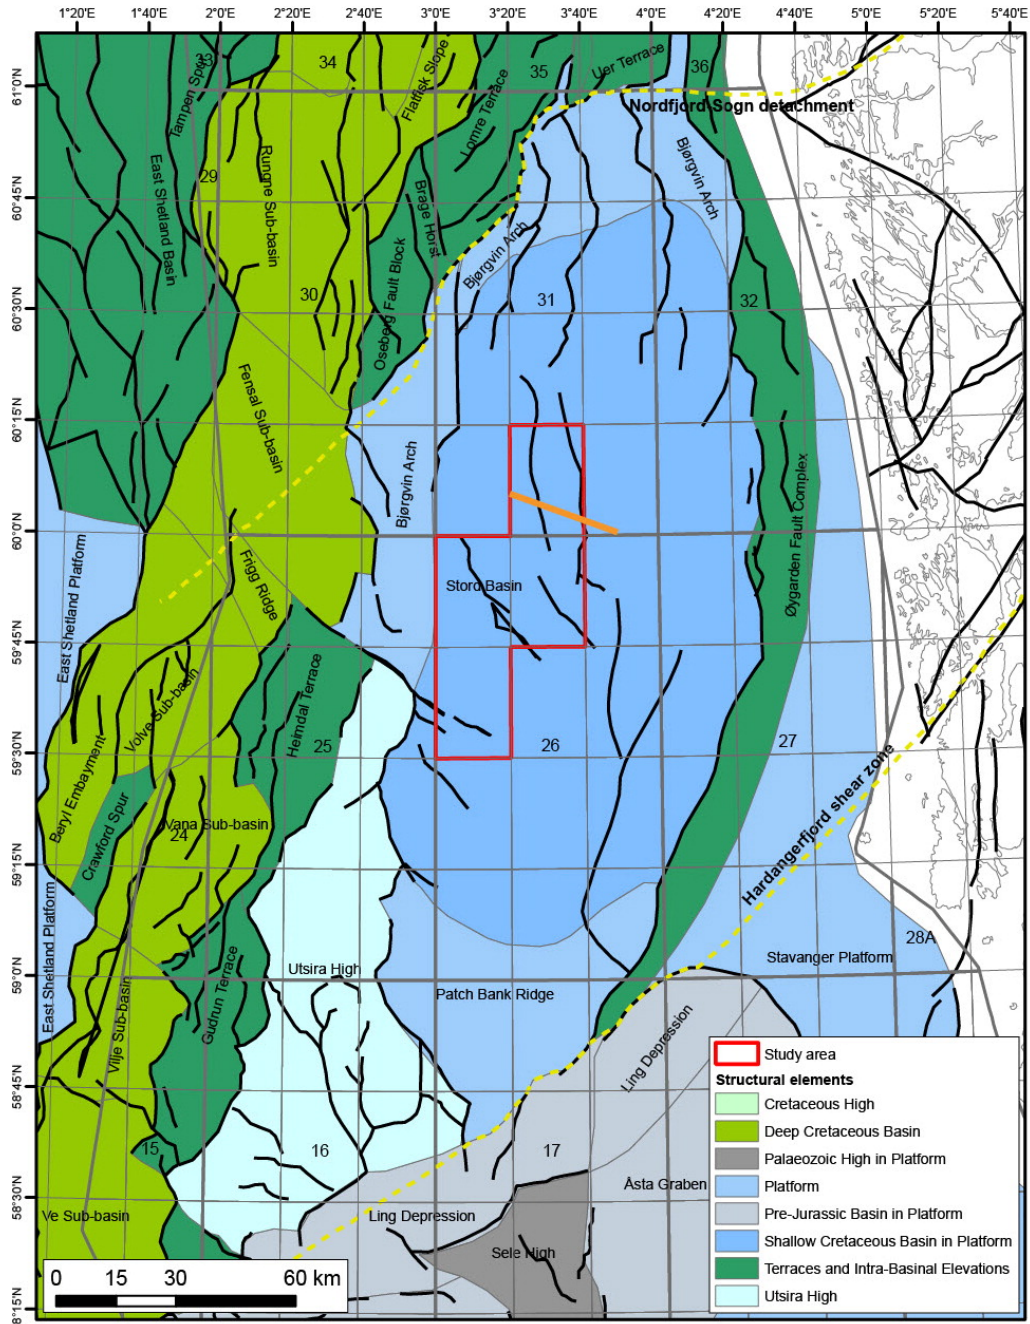 1°20'E 1°40'E 2°0'E 2°20'E 2°40'E 3°0'E 3°20'E 3°40'E 4°0'E 4°20'E 4°40'E 5°0'E 5°20'E 5°40'E
61°0'N
60°45'N
60°30'N
60°15'N
60°0'N
59°45'N
59°30'N
59°15'N
59°0'N
58°45'N
58°30'N
8°15'N
33
34
35
36
Uer Terrace
Tampen Spur
Flatfisk Slope
Lomre Terrace
Nordfjord-Sogn detachment
29
East Shetland Basin
Rungne Sub-basin
Brage Horst
Bjørgvin Arch
Bjørgvin Arch
30
31
32
Oseberg Fault Block
Fensal Sub-basin
Bjørgvin Arch
Øygarden Fault Complex
East Shetland Platform
Frigg Ridge
Stord Basin
Volve Sub-basin
Heimdal Terrace
25
26
27
Beryl Embayment
Crawford Spur
Vana Sub-basin
24
Hardangerfjord shear zone
28A
East Shetland Platform
Utsira High
Stavanger Platform
Patch Bank Ridge
Gudrun Terrace
Vilje Sub-basin
Ling Depression
15
16
17
Åsta Graben
Ve Sub-basin
Ling Depression
Sele High
0 15 30 60 km
Study area
Structural elements
Cretaceous High
Deep Cretaceous Basin
Palaeozoic High in Platform
Platform
Pre-Jurassic Basin in Platform
Shallow Cretaceous Basin in Platform
Terraces and Intra-Basinal Elevations
Utsira High